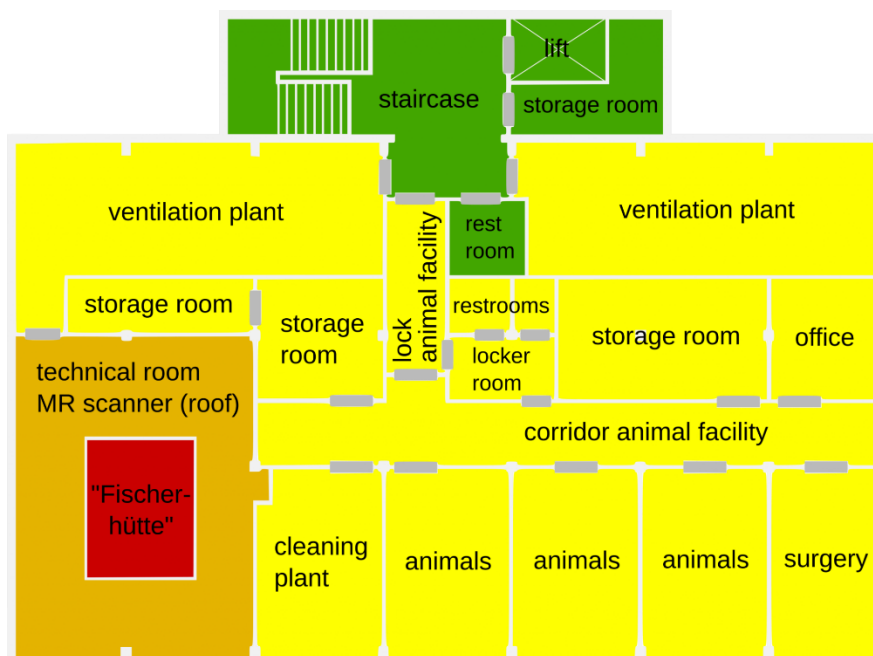 lift
staircase
storage room
ventilation plant
ventilation plant
rest
room
lock
animal facility
storage room
restrooms
storage
room
locker
room
storage room
office
technical room
MR scanner (roof)
corridor animal facility
"Fischer-
hütte"
cleaning
plant
animals
animals
animals
surgery